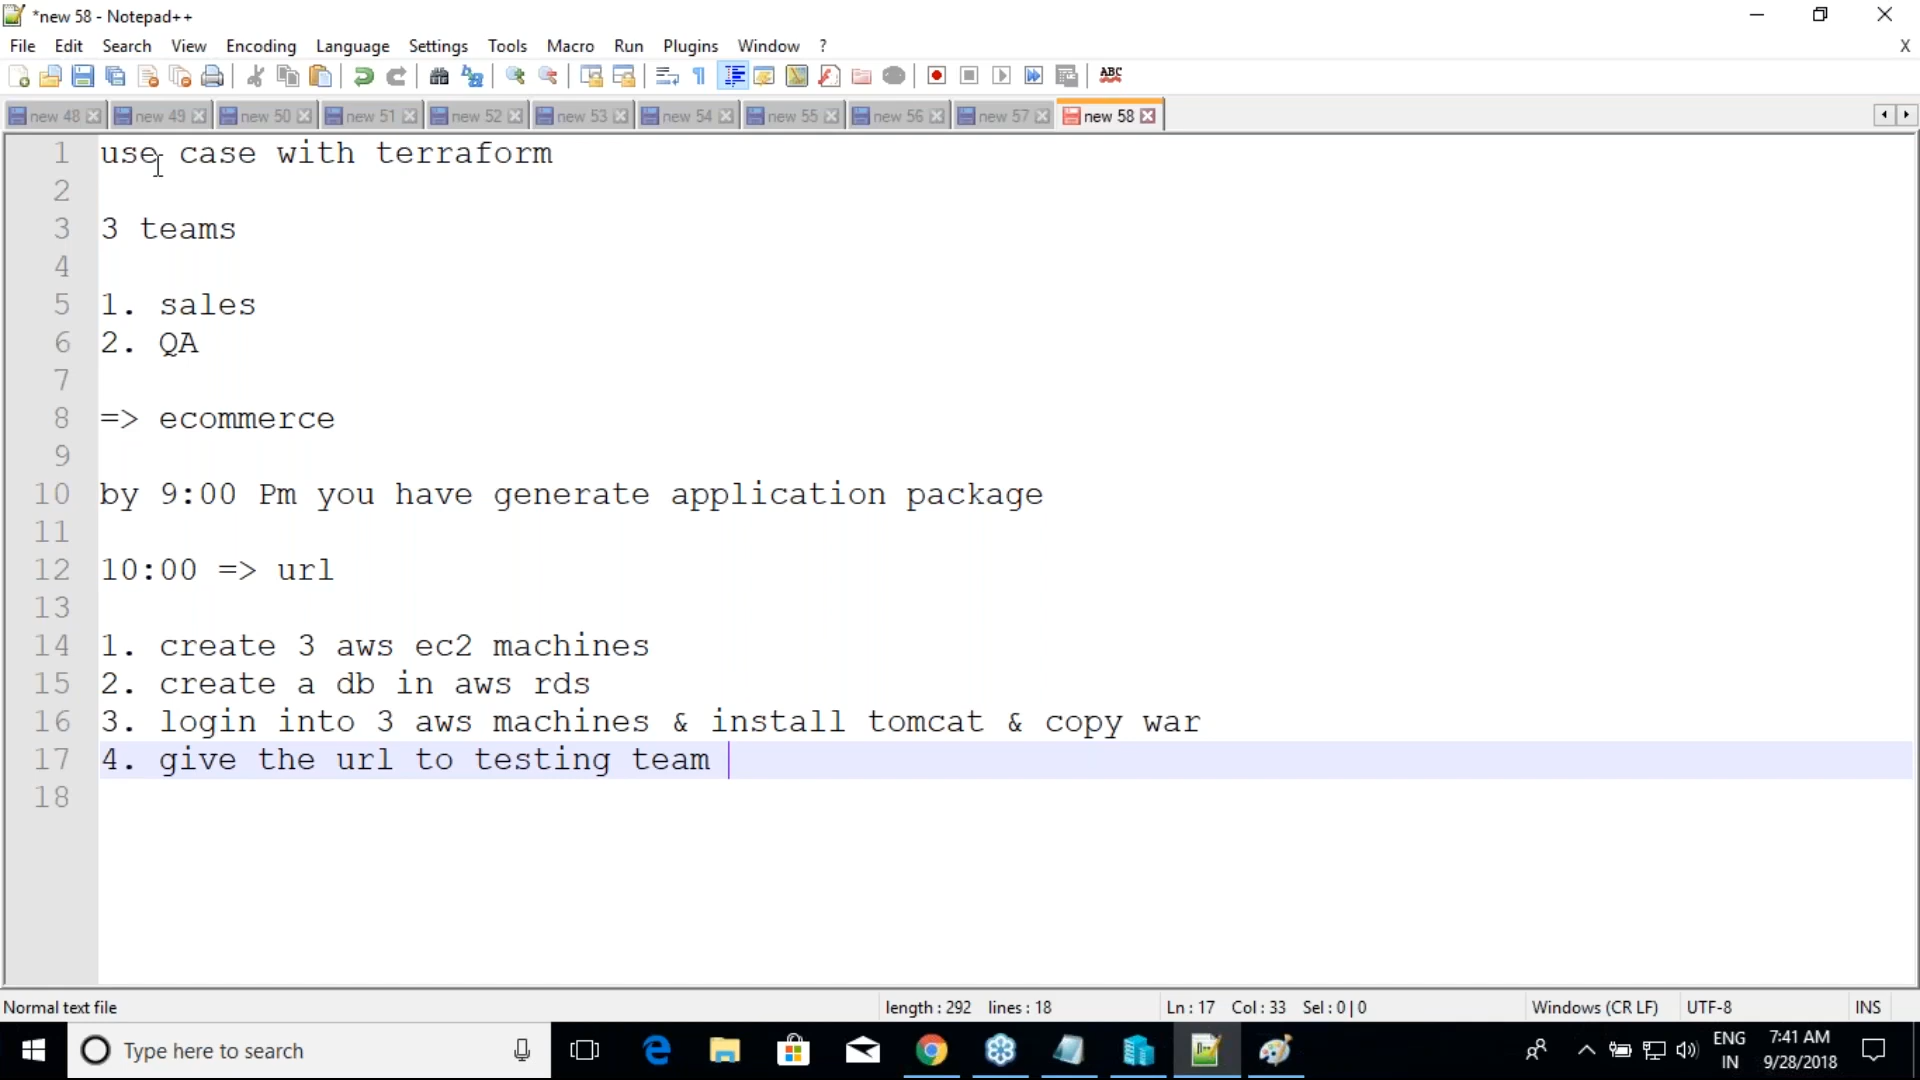 *new 58 - Notepad++
File Edit Search View Encoding Language Settings Tools Macro Run Plugins Window ? X
ABC
new 48 new 49 new 50 new 51 new 52 new 53 new 54 new 55 new 56 new 57 new 58
1 use case with terraform
2
3 3 teams
4
5 1. sales
6 2. QA
7
8 => ecommerce
9
10 by 9:00 Pm you have generate application package
11
12 10:00 => url
13
14 1. create 3 aws ec2 machines
15 2. create a db in aws rds
16 3. login into 3 aws machines & install tomcat & copy war
17 4. give the url to testing team
18
Normal text file length : 292 lines : 18 Ln : 17 Col : 33 Sel : 0 | 0 Windows (CR LF) UTF-8 INS
Type here to search ENG 7:41 AM
IN 9/28/2018